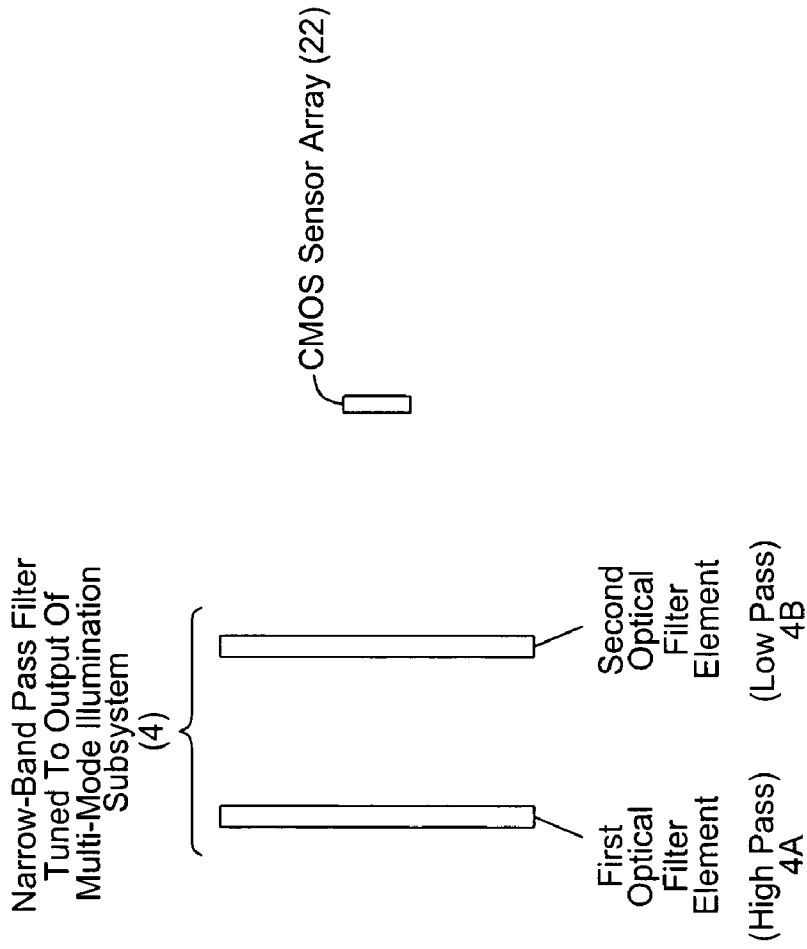 Narrow-Band Pass Filter
Tuned To Output Of
Multi-Mode Illumination
Subsystem
(4)
CMOS Sensor Array (22)
First
Optical
Filter
Element
(High Pass)
4A
Second
Optical
Filter
Element
(Low Pass)
4B